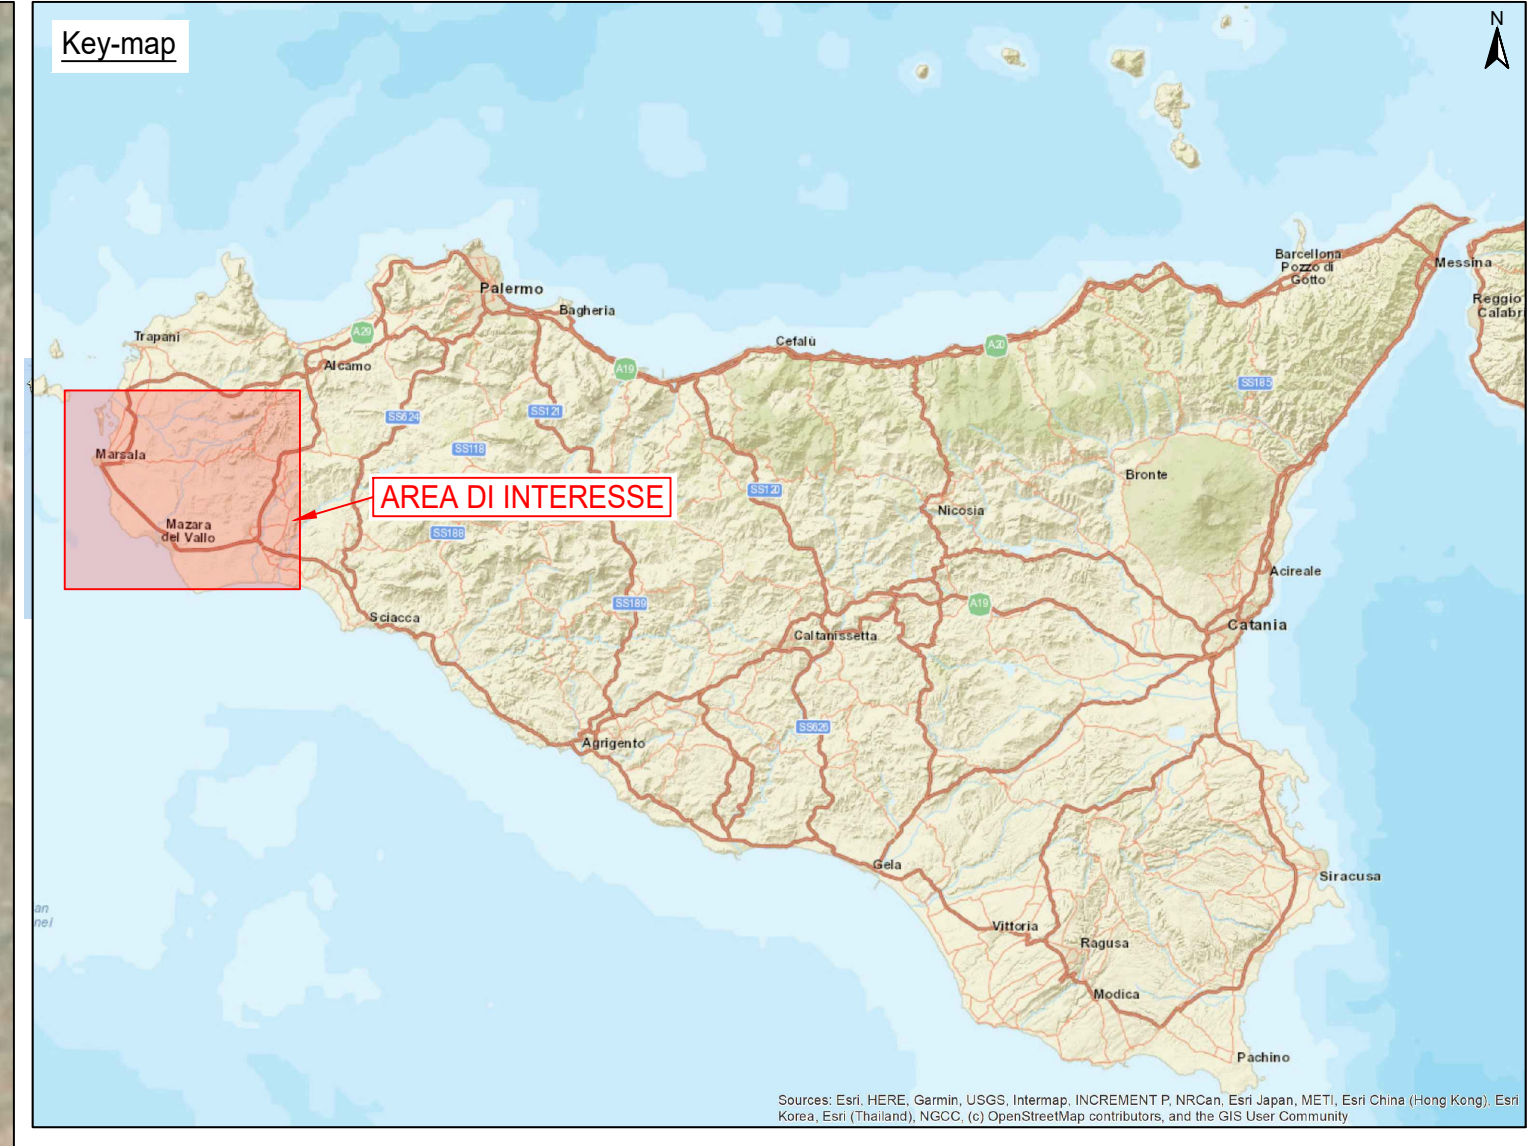 Key-map
N
Palermo
Bagheria
Trapani
A29
Alcamo
A19
Cefalù
A20
Barcellona
Pozzo di
Gotto
Messina
Reggio
Calabri
SS185
SS624
SS121
SS118
Marsala
AREA DI INTERESSE
SS120
Bronte
Nicosia
Mazara
del Vallo
SS188
Acireale
Sciacca
SS189
A19
Caltanissetta
Catania
Agrigento
SS626
Gela
Siracusa
an
nel
Vittoria
Ragusa
Modica
Pachino
Sources: Esri, HERE, Garmin, USGS, Intermap, INCREMENT P, NRCan, Esri Japan, METI, Esri China (Hong Kong), Esri
Korea, Esri (Thailand), NGCC, (c) OpenStreetMap contributors, and the GIS User Community